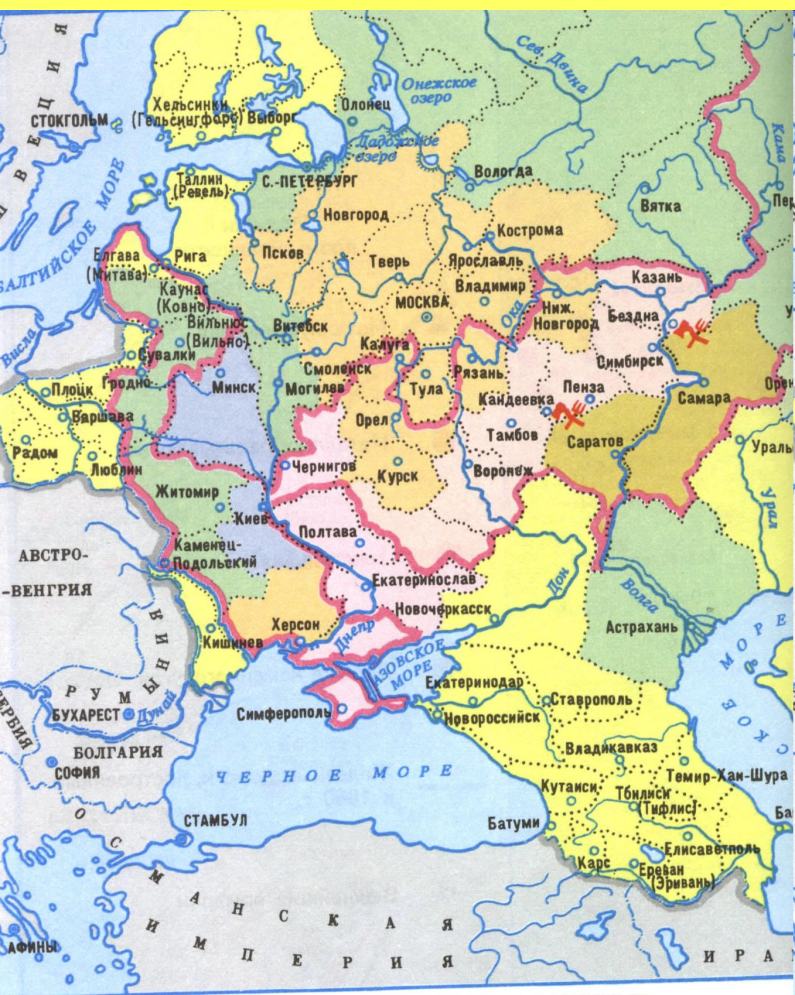 ШВЕЦИЯ
СТОКГОЛЬМ
Хельсинки
(Гельсингфорс)
Выборг
Олонец
Онежское
озеро
Сев. Двина
Ладожское
озеро
Кама
БАЛТИЙСКОЕ МОРЕ
Таллин
(Ревель)
С.-ПЕТЕРБУРГ
Вологда
Вятка
Новгород
Кострома
Псков
Елгава
(Митава)
Рига
Тверь
Ярославль
Владимир
Казань
Каунас
(Ковно)
МОСКВА
Ока
Ниж.
Новгород
Бездна
Вильнюс
(Вильно)
Витебск
Висла
Сувалки
Калуга
Симбирск
Смоленск
Рязань
Гродно
Минск
Могилев
Тула
Кандеевка
Пенза
Самара
Плоцк
Варшава
Орел
Тамбов
Саратов
Радом
Люблин
Чернигов
Курск
Воронеж
Житомир
Киев
Полтава
Урал
АВСТРО-
-ВЕНГРИЯ
Каменец-
Подольский
Екатеринослав
Дон
Волга
Новочеркасск
Астрахань
Кишинев
Херсон
Днепр
АЗОВСКОЕ
МОРЕ
РУМЫНИЯ
БУХАРЕСТ
Дунай
Симферополь
Екатеринодар
Ставрополь
Новороссийск
БОЛГАРИЯ
СОФИЯ
ЧЕРНОЕ МОРЕ
Владикавказ
Темир-Хан-Шура
Кутаиси
Тбилиси
(Тифлис)
СТАМБУЛ
Батуми
Елисаветполь
Карс
Ереван
(Эривань)
ОСМАНСКАЯ
ИМПЕРИЯ
АФИНЫ
ИРА